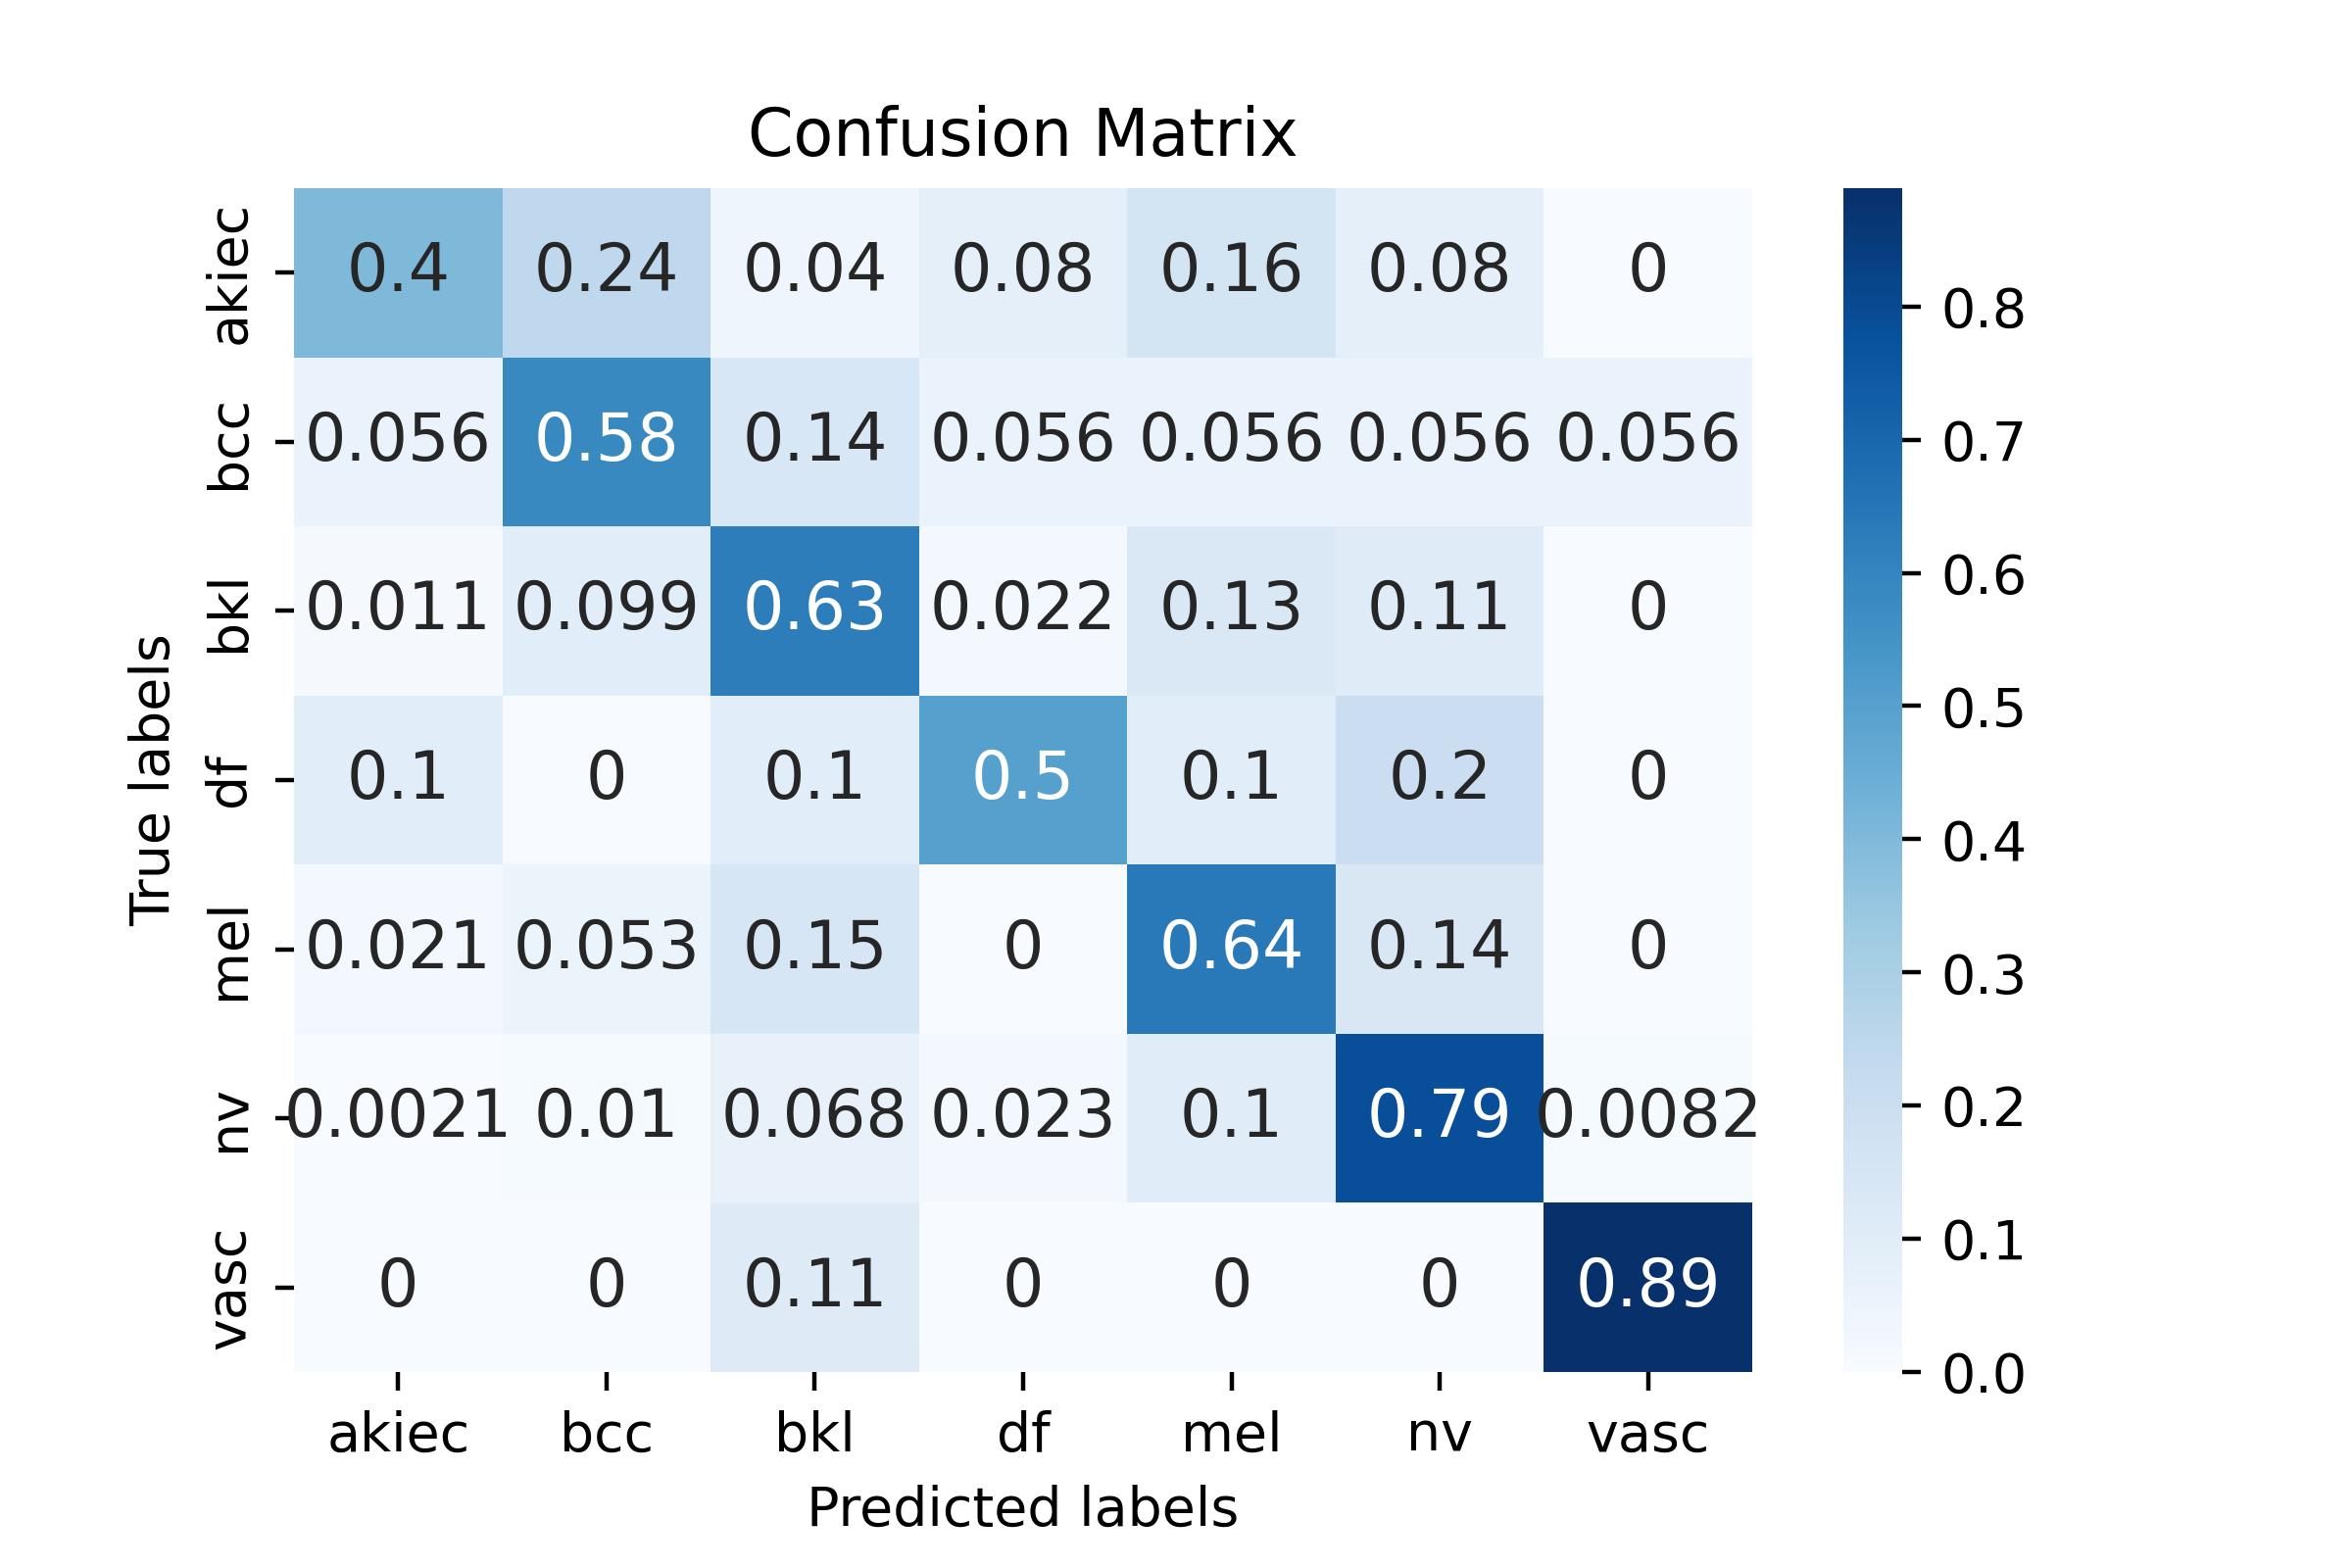 Confusion Matrix
akiec 0.4 0.24 0.04 0.08 0.16 0.08 0
bcc 0.056 0.58 0.14 0.056 0.056 0.056 0.056
bkl 0.011 0.099 0.63 0.022 0.13 0.11 0
df 0.1 0 0.1 0.5 0.1 0.2 0
mel 0.021 0.053 0.15 0 0.64 0.14 0
nv 0.0021 0.01 0.068 0.023 0.1 0.79 0.0082
vasc 0 0 0.11 0 0 0 0.89
True labels
akiec bcc bkl df mel nv vasc
Predicted labels
0.8
0.7
0.6
0.5
0.4
0.3
0.2
0.1
0.0